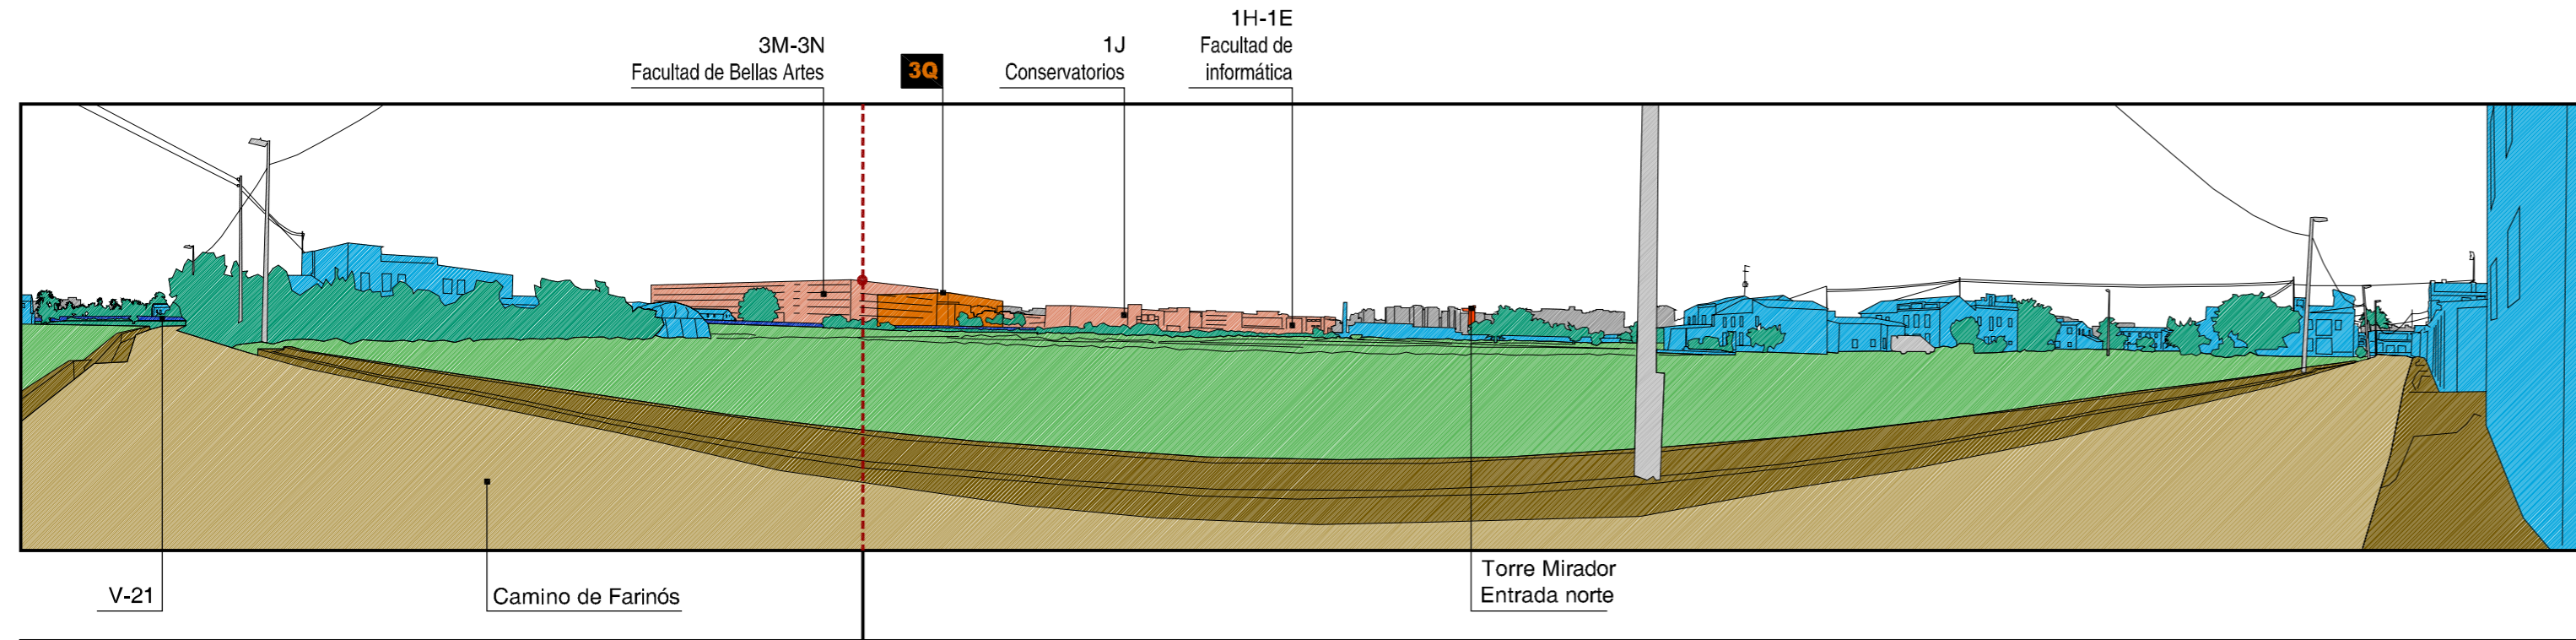 3M-3N
Facultad de Bellas Artes
3Q
1J
Conservatorios
1H-1E
Facultad de
informática
V-21
Camino de Farinós
Torre Mirador
Entrada norte